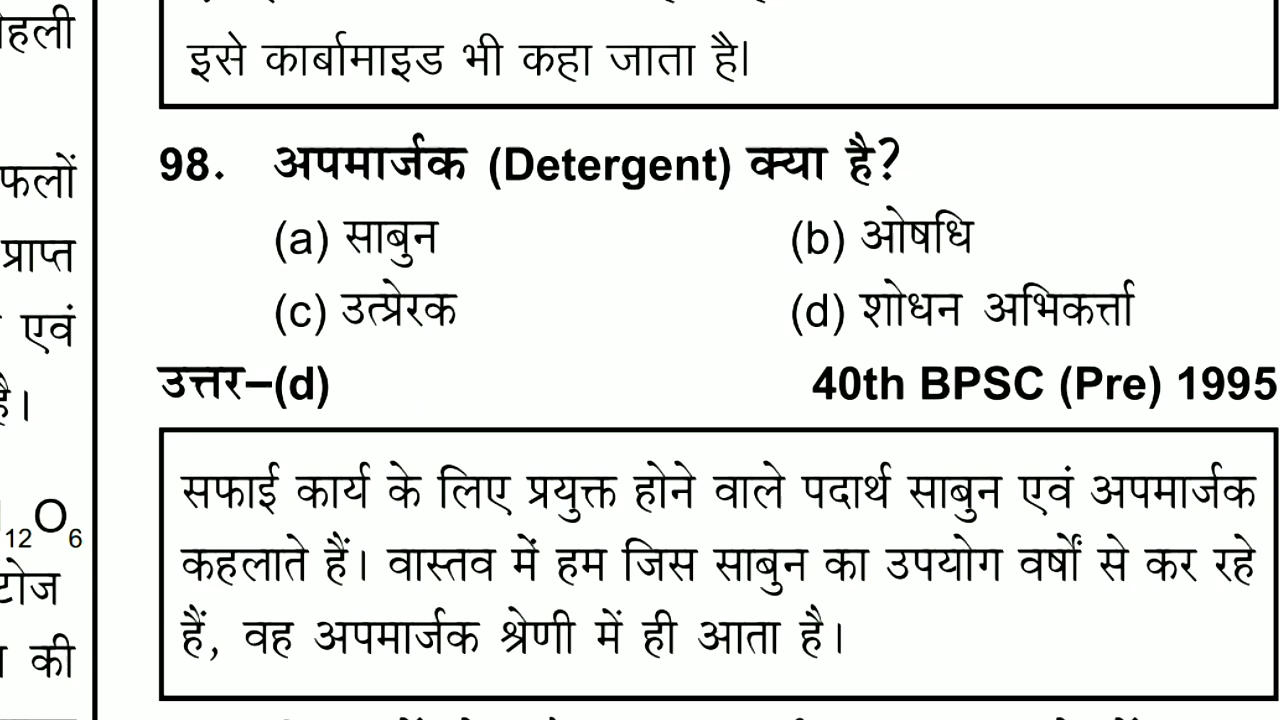 हली
फलों
प्राप्त
एवं
है।
12O6
टोज
की
इसे कार्बामाइड भी कहा जाता है।
98. अपमार्जक (Detergent) क्या है?
(a) साबुन (b) ओषधि
(c) उत्प्रेरक (d) शोधन अभिकर्त्ता
उत्तर–(d) 40th BPSC (Pre) 1995
सफाई कार्य के लिए प्रयुक्त होने वाले पदार्थ साबुन एवं अपमार्जक
कहलाते हैं। वास्तव में हम जिस साबुन का उपयोग वर्षों से कर रहे
हैं, वह अपमार्जक श्रेणी में ही आता है।